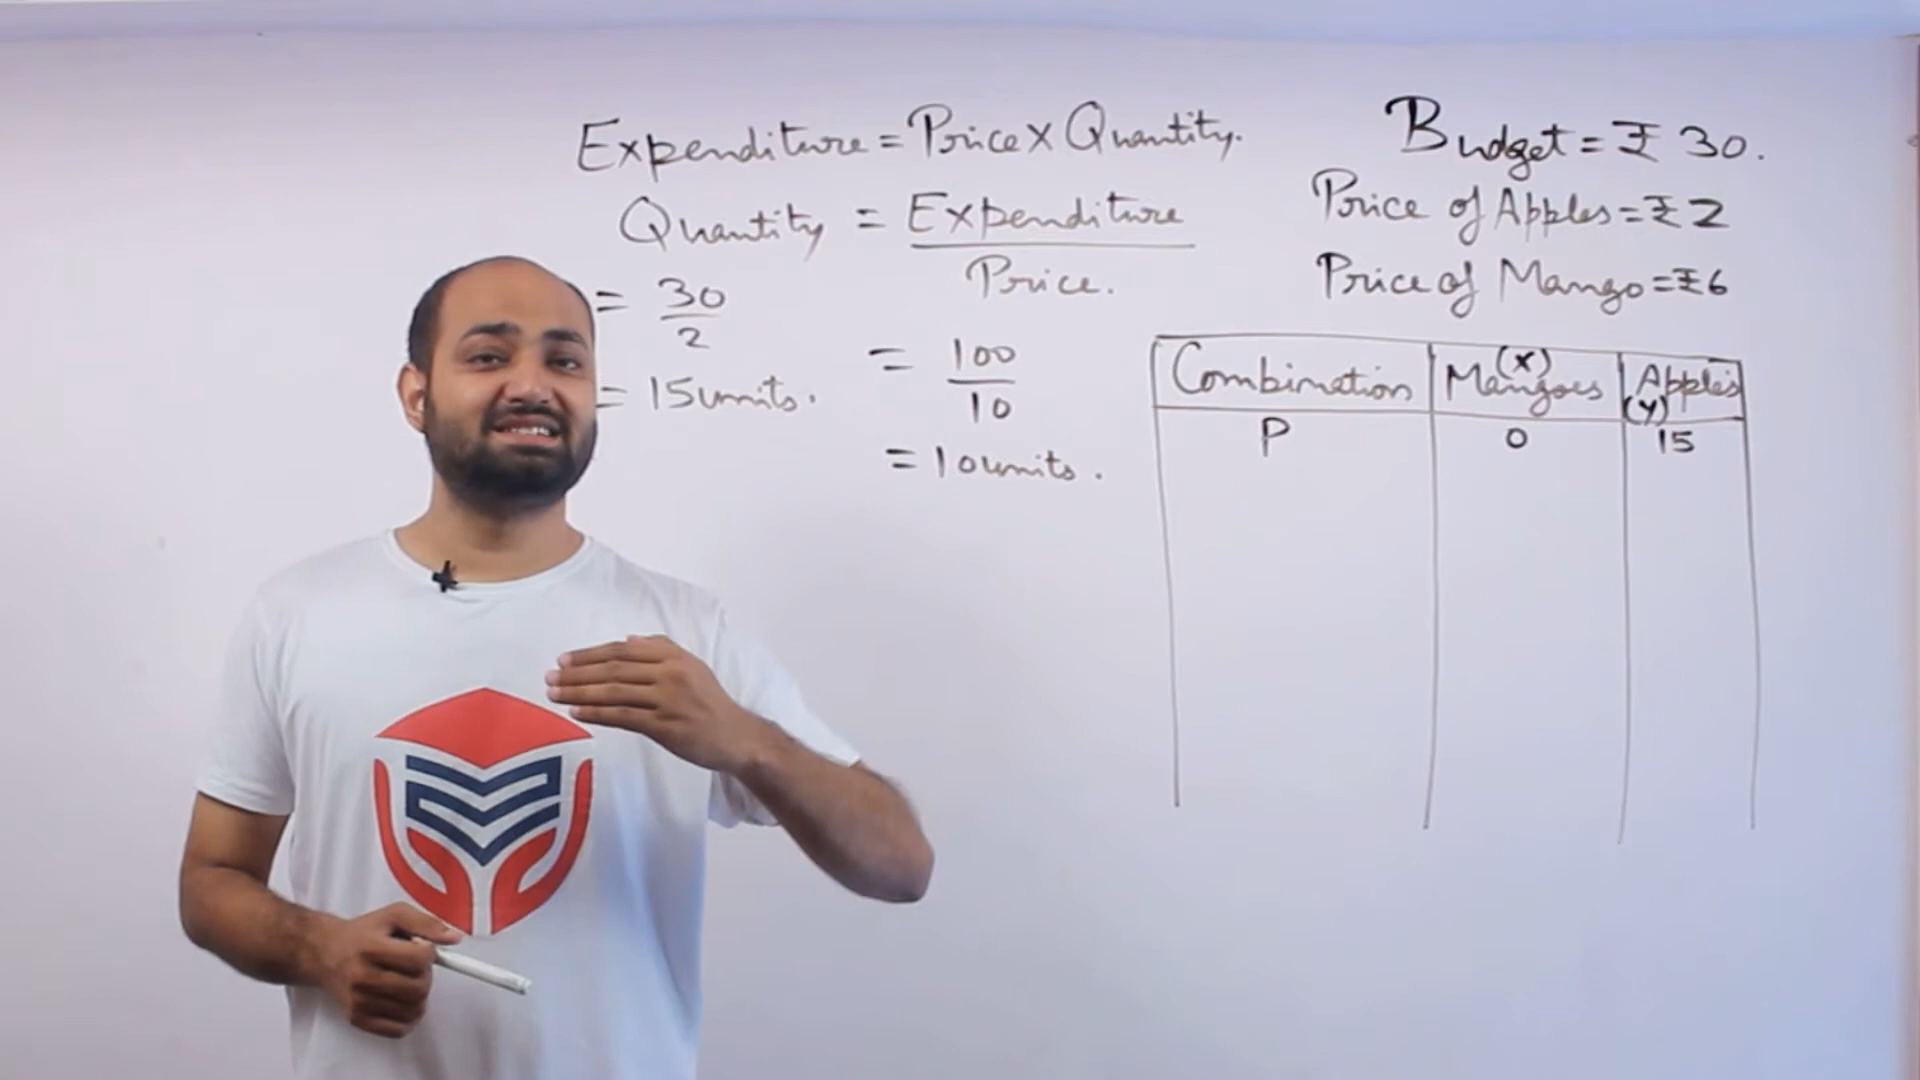 Expenditure = Price X Quantity.
Quantity = Expenditure
Price.
= 30
2
= 15 units.
= 100
10
= 10 units.
Budget = ₹ 30.
Price of Apples = ₹ 2
Price of Mango = ₹6
Combination Mangoes (X) Apples (Y)
P 0 15